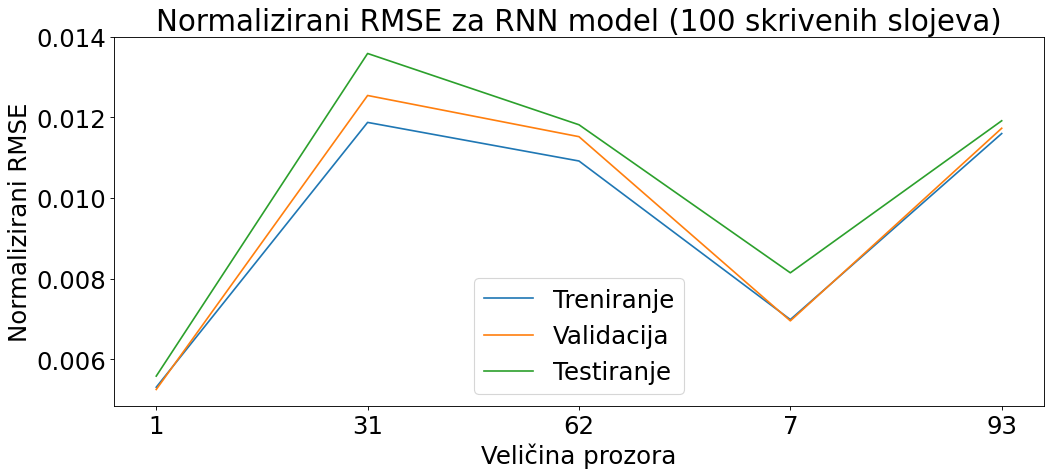 Normalizirani RMSE za RNN model (100 skrivenih slojeva)
Normalizirani RMSE
0.014
0.012
0.010
0.008
0.006
Treniranje
Validacija
Testiranje
1 31 62 7 93
Veličina prozora